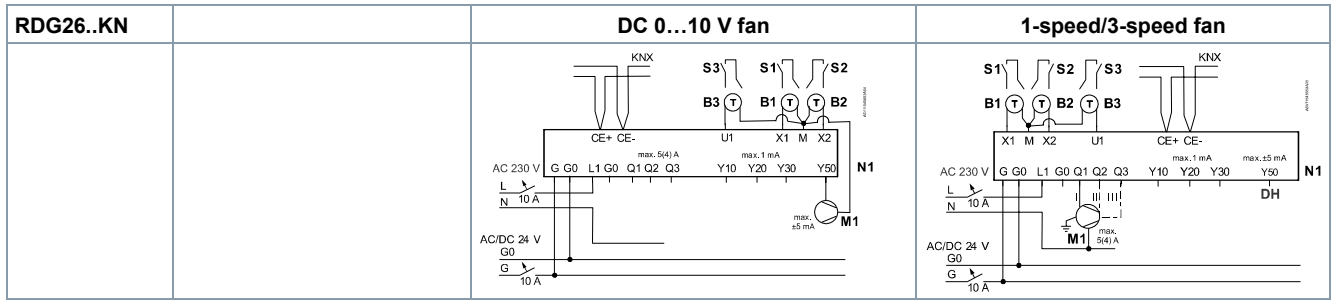 RDG26..KN
DC 0…10 V fan
1-speed/3-speed fan
KNX
S3 S1 S2
B3 T B1 T T B2
CE+ CE- U1 X1 M X2
max. 5(4) A max. 1 mA
AC 230 V G G0 L1 G0 Q1 Q2 Q3 Y10 Y20 Y30 Y50 N1
L
10 A
N
max.
±5 mA
M1
AC/DC 24 V
G0
G
10 A
S1 S2 S3 KNX
B1 T T B2 T B3
X1 M X2 U1 CE+ CE-
max. 1 mA max. ±5 mA
AC 230 V G G0 L1 G0 Q1 Q2 Q3 Y10 Y20 Y30 Y50 N1
L
10 A
I II III
DH
N
M1
max.
5(4) A
AC/DC 24 V
G0
G
10 A